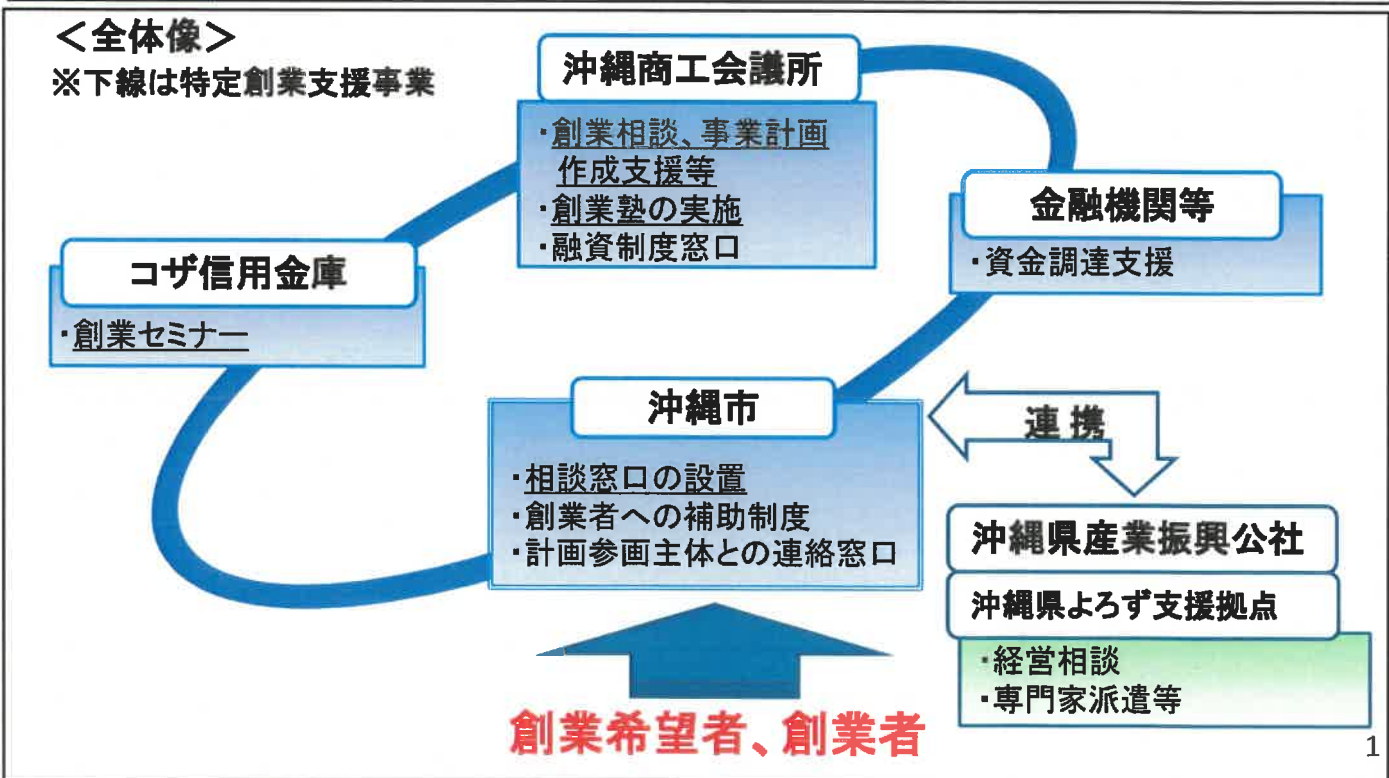 ＜全体像＞
※下線は特定創業支援事業
沖縄商工会議所
・創業相談、事業計画
作成支援等
・創業塾の実施
・融資制度窓口
金融機関等
・資金調達支援
コザ信用金庫
・創業セミナー
沖縄市
・相談窓口の設置
・創業者への補助制度
・計画参画主体との連絡窓口
連携
沖縄県産業振興公社
沖縄県よろず支援拠点
・経営相談
・専門家派遣等
創業希望者、創業者
1